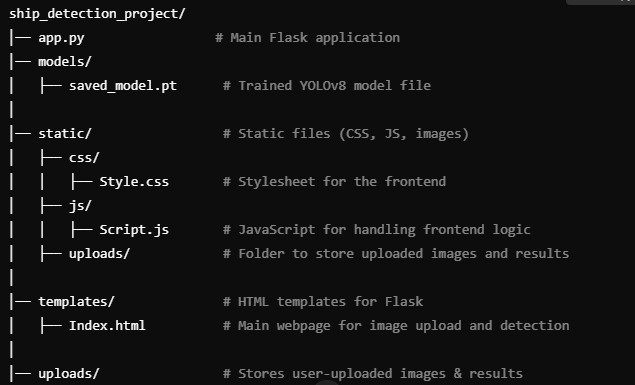 ship_detection_project/
│── app.py                  # Main Flask application
│── models/
│   ├── saved_model.pt      # Trained YOLOv8 model file
│
│── static/                 # Static files (CSS, JS, images)
│   ├── css/
│   │   ├── Style.css       # Stylesheet for the frontend
│   ├── js/
│   │   ├── Script.js       # JavaScript for handling frontend logic
│   ├── uploads/            # Folder to store uploaded images and results
│
│── templates/              # HTML templates for Flask
│   ├── Index.html          # Main webpage for image upload and detection
│
│── uploads/                # Stores user-uploaded images & results